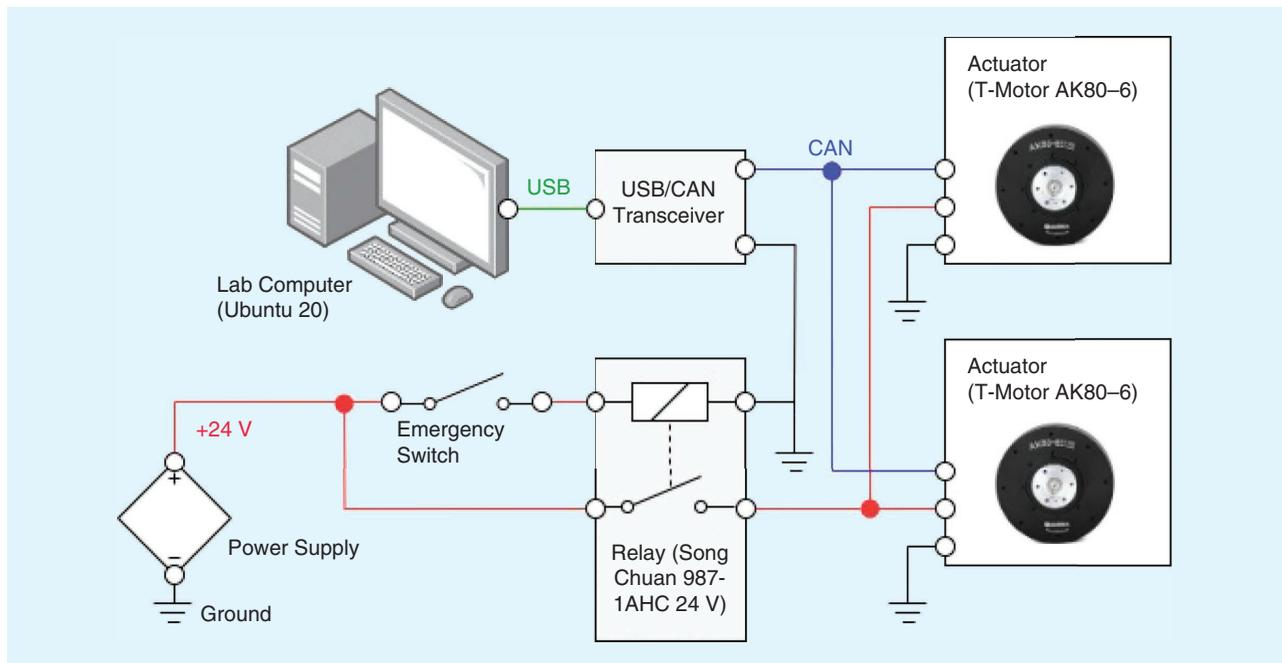 Actuator
(T-Motor AK80–6)
CAN
USB
USB/CAN
Transceiver
Lab Computer
(Ubuntu 20)
Actuator
(T-Motor AK80–6)
+24 V
Emergency
Switch
+
–
Power Supply
Relay (Song
Chuan 987-
1AHC 24 V)
Ground